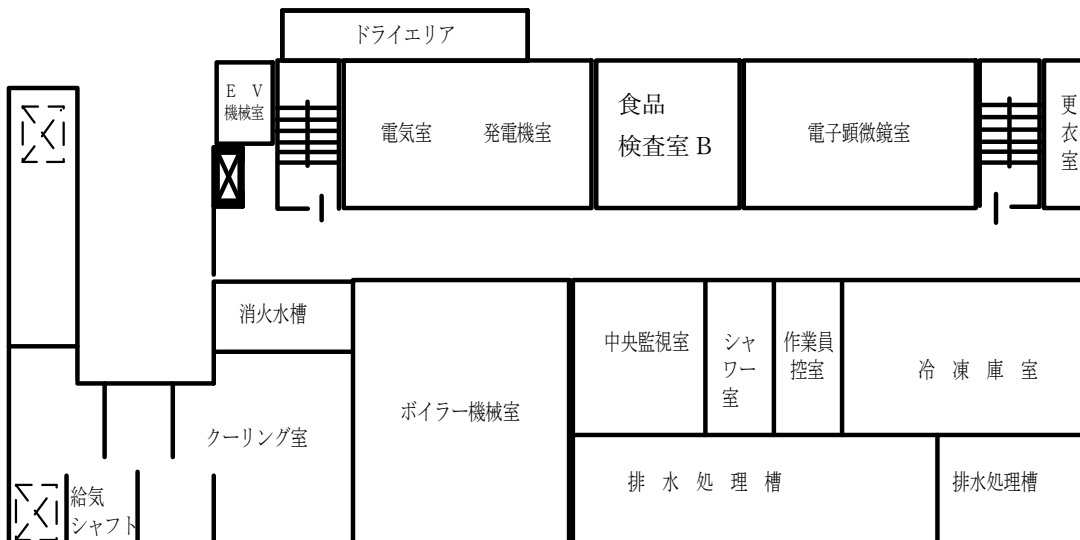 ドライエリア
E V
機械室
電気室
発電機室
食品
検査室 B
電子顕微鏡室
更
衣
室
消火水槽
中央監視室
シャ
ワー
室
作業員
控室
冷 凍 庫 室
ボイラー機械室
クーリング室
排 水 処 理 槽
排水処理槽
給気
シャフト